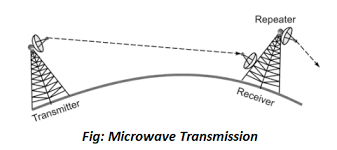 Repeater
Transmitter
Receiver
Fig: Microwave Transmission